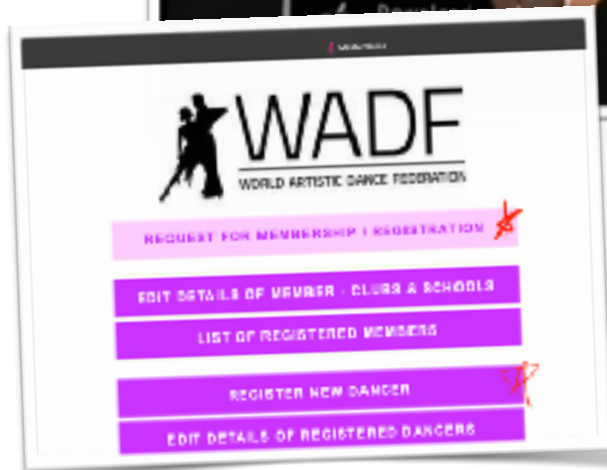 WADF
WORLD ARTISTIC DANCE FEDERATION
REQUEST FOR MEMBERSHIP / REGISTRATION
EDIT DETAILS OF MEMBER - CLUBS & SCHOOLS
LIST OF REGISTERED MEMBERS
REGISTER NEW DANCER
EDIT DETAILS OF REGISTERED DANCERS